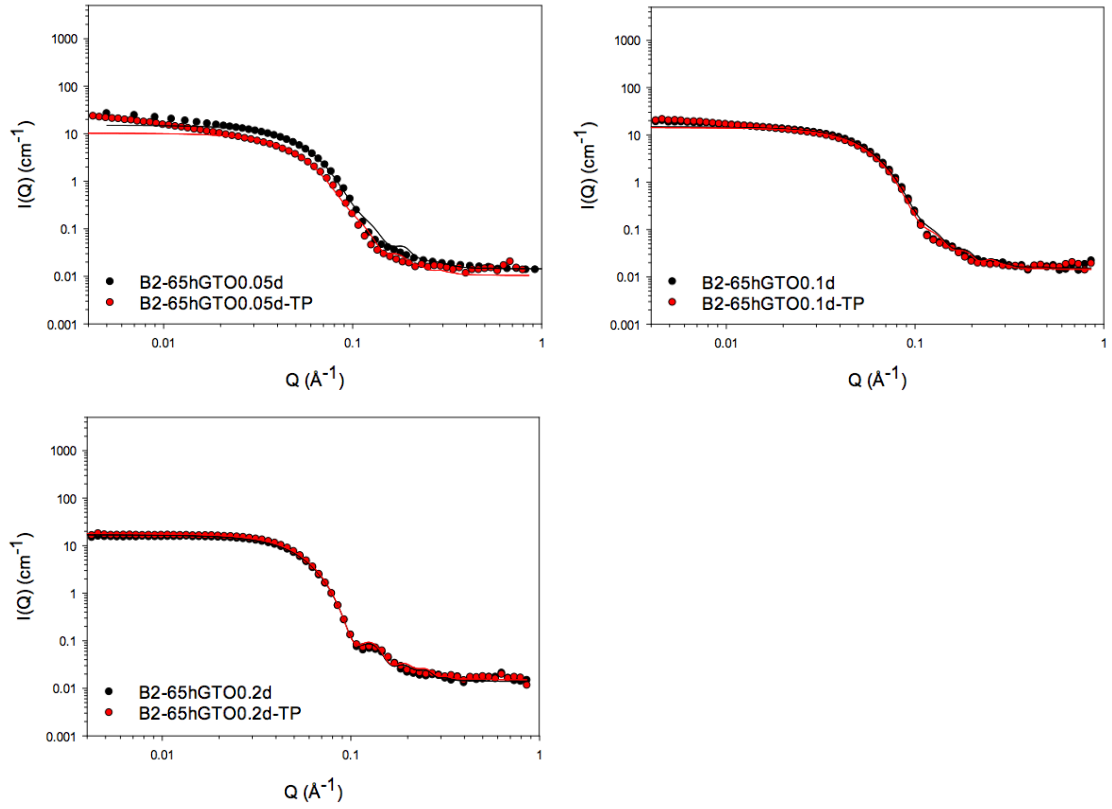 1000
100
10
1
0.1
0.01
0.001
I(Q) (cm⁻¹)
B2-65hGTO0.05d
B2-65hGTO0.05d-TP
0.01 0.1 1
Q (Å⁻¹)
1000
100
10
1
0.1
0.01
0.001
I(Q) (cm⁻¹)
B2-65hGTO0.1d
B2-65hGTO0.1d-TP
0.01 0.1 1
Q (Å⁻¹)
1000
100
10
1
0.1
0.01
0.001
I(Q) (cm⁻¹)
B2-65hGTO0.2d
B2-65hGTO0.2d-TP
0.01 0.1 1
Q (Å⁻¹)